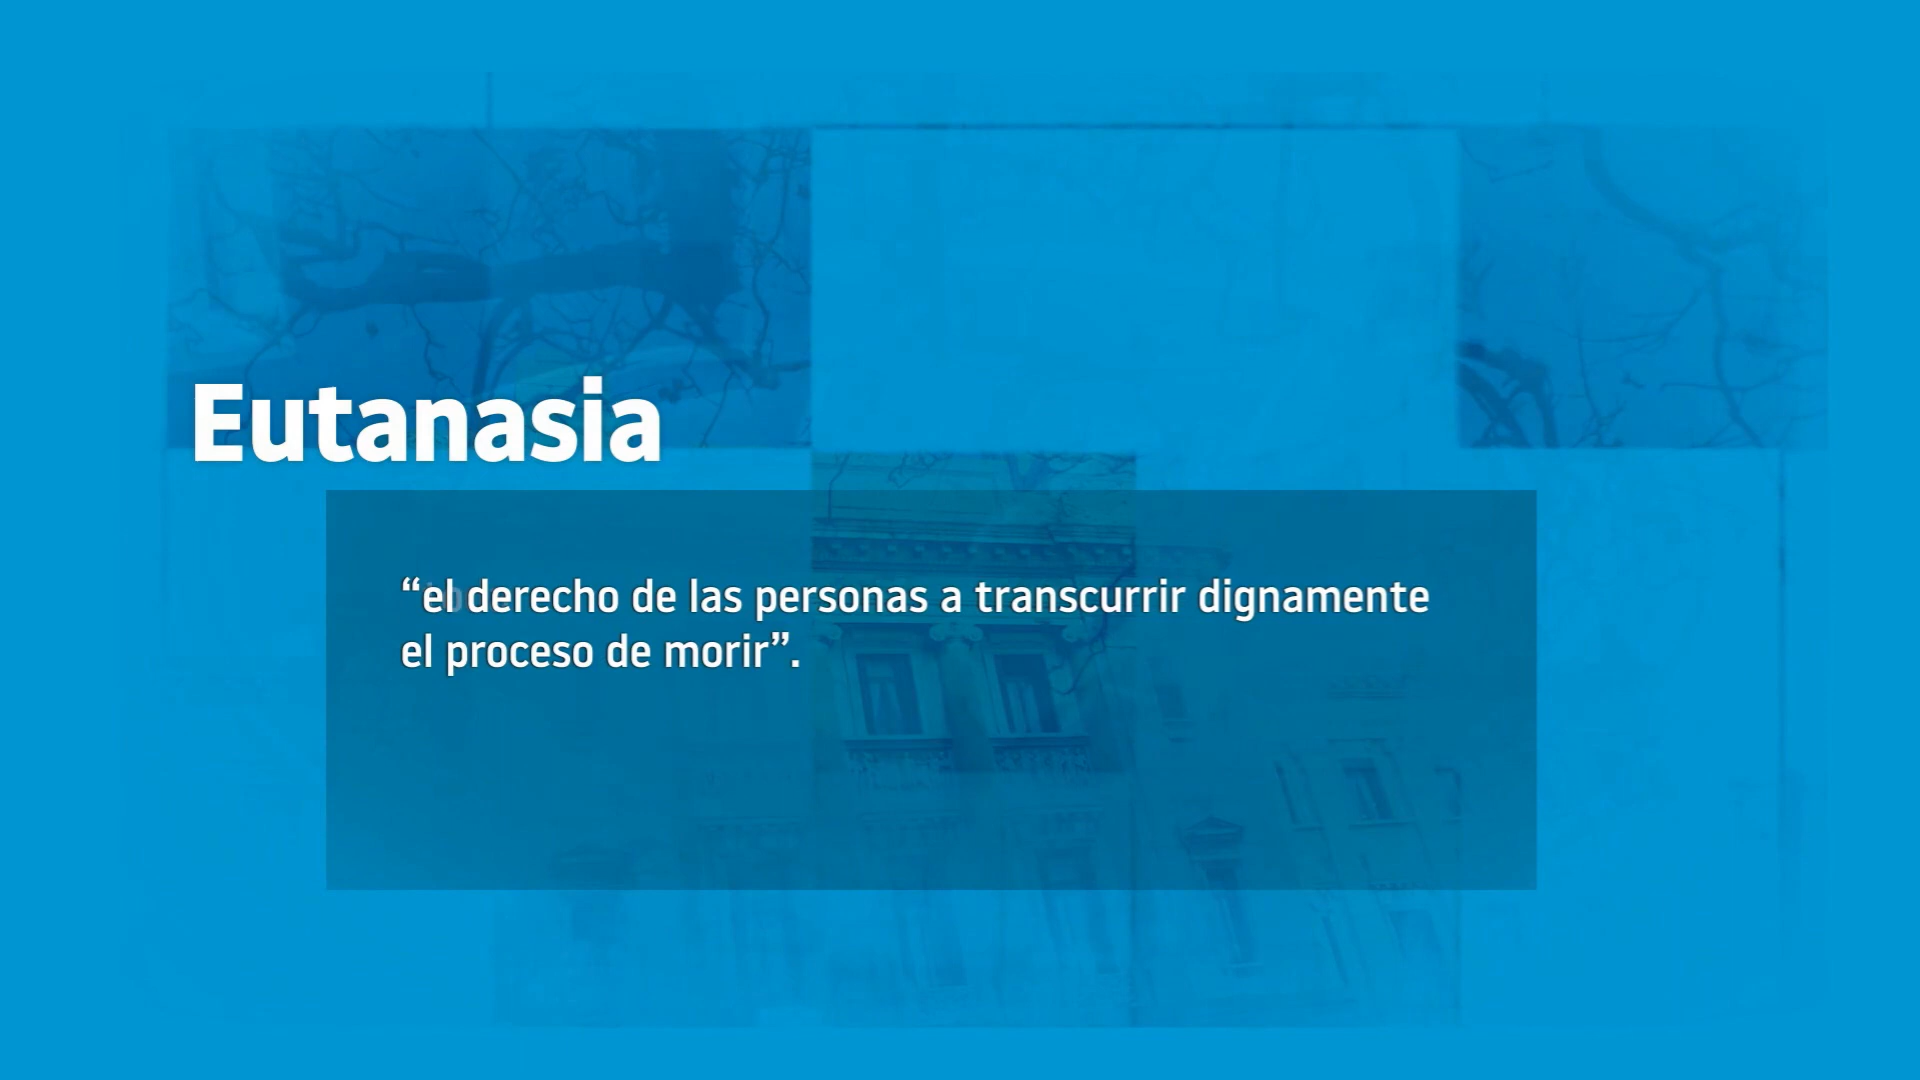 Eutanasia
“el derecho de las personas a transcurrir dignamente
el proceso de morir”.